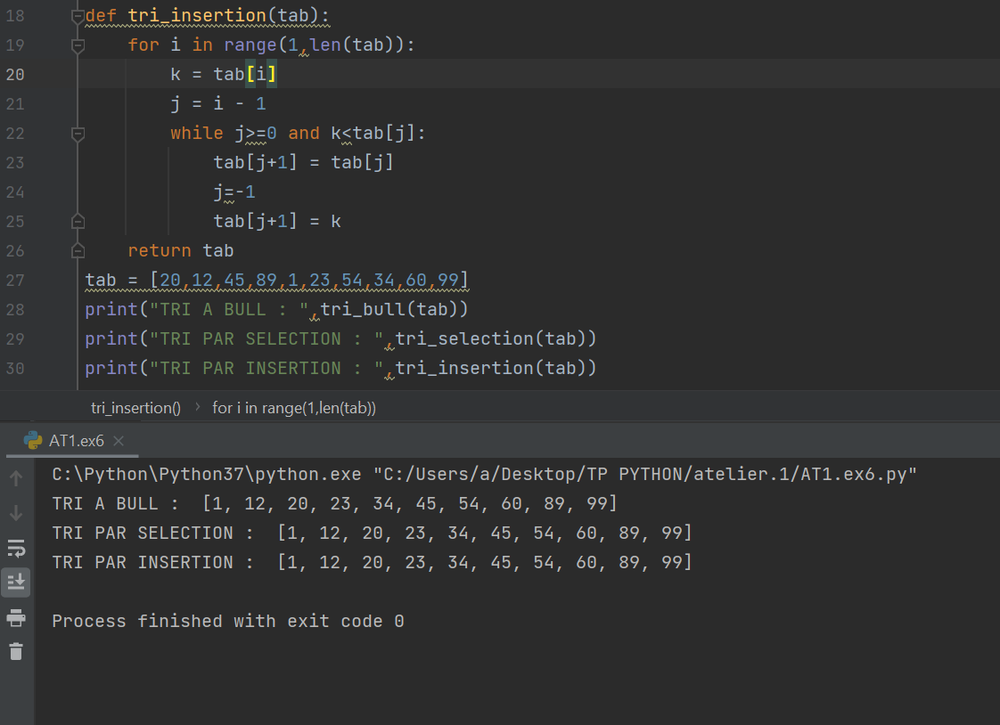 18 def tri_insertion(tab):
19     for i in range(1,len(tab)):
20         k = tab[i]
21         j = i - 1
22         while j>=0 and k<tab[j]:
23             tab[j+1] = tab[j]
24             j=-1
25             tab[j+1] = k
26     return tab
27 tab = [20,12,45,89,1,23,54,34,60,99]
28 print("TRI A BULL : ",tri_bull(tab))
29 print("TRI PAR SELECTION : ",tri_selection(tab))
30 print("TRI PAR INSERTION : ",tri_insertion(tab))
tri_insertion() › for i in range(1,len(tab))
AT1.ex6 ×
C:\Python\Python37\python.exe "C:/Users/a/Desktop/TP PYTHON/atelier.1/AT1.ex6.py"
TRI A BULL :  [1, 12, 20, 23, 34, 45, 54, 60, 89, 99]
TRI PAR SELECTION :  [1, 12, 20, 23, 34, 45, 54, 60, 89, 99]
TRI PAR INSERTION :  [1, 12, 20, 23, 34, 45, 54, 60, 89, 99]
Process finished with exit code 0